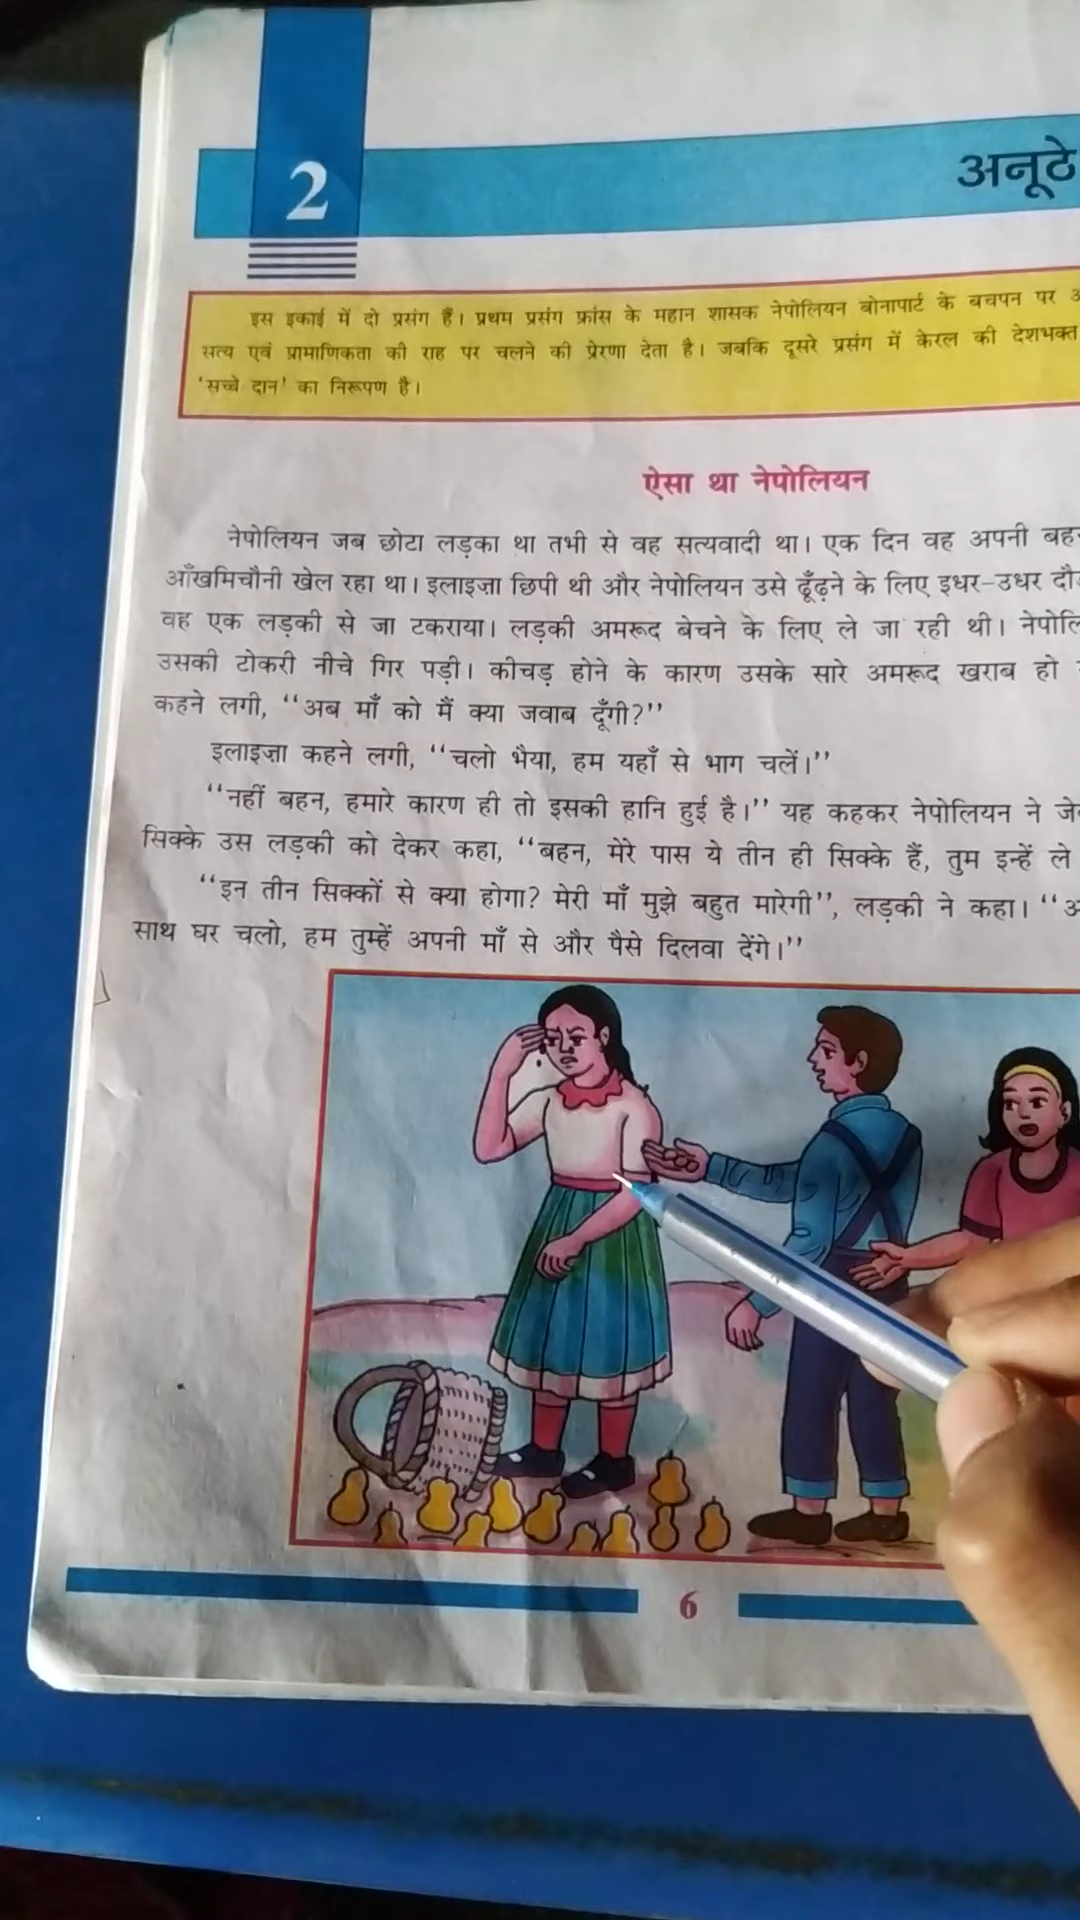 2
अनूठे
इस इकाई में दो प्रसंग हैं। प्रथम प्रसंग फ्रांस के महान शासक नेपोलियन बोनापार्ट के बचपन पर
सत्य एवं प्रामाणिकता की राह पर चलने की प्रेरणा देता है। जबकि दूसरे प्रसंग में केरल की देशभक्त
‘सच्चे दान’ का निरूपण है।
ऐसा था नेपोलियन
नेपोलियन जब छोटा लड़का था तभी से वह सत्यवादी था। एक दिन वह अपनी
आँखमिचौनी खेल रहा था। इलाइज़ा छिपी थी और नेपोलियन उसे ढूँढ़ने के लिए इधर-उधर
वह एक लड़की से जा टकराया। लड़की अमरूद बेचने के लिए ले जा रही थी।
उसकी टोकरी नीचे गिर पड़ी। कीचड़ होने के कारण उसके सारे अमरूद खराब हो
कहने लगी, ‘‘अब माँ को मैं क्या जवाब दूँगी?’’
इलाइज़ा कहने लगी, ‘‘चलो भैया, हम यहाँ से भाग चलें।’’
‘‘नहीं बहन, हमारे कारण ही तो इसकी हानि हुई है।’’ यह कहकर नेपोलियन ने
सिक्के उस लड़की को देकर कहा, ‘‘बहन, मेरे पास ये तीन ही सिक्के हैं, तुम इन्हें ले
‘‘इन तीन सिक्कों से क्या होगा? मेरी माँ मुझे बहुत मारेगी’’, लड़की ने कहा।
साथ घर चलो, हम तुम्हें अपनी माँ से और पैसे दिलवा देंगे।’’
6